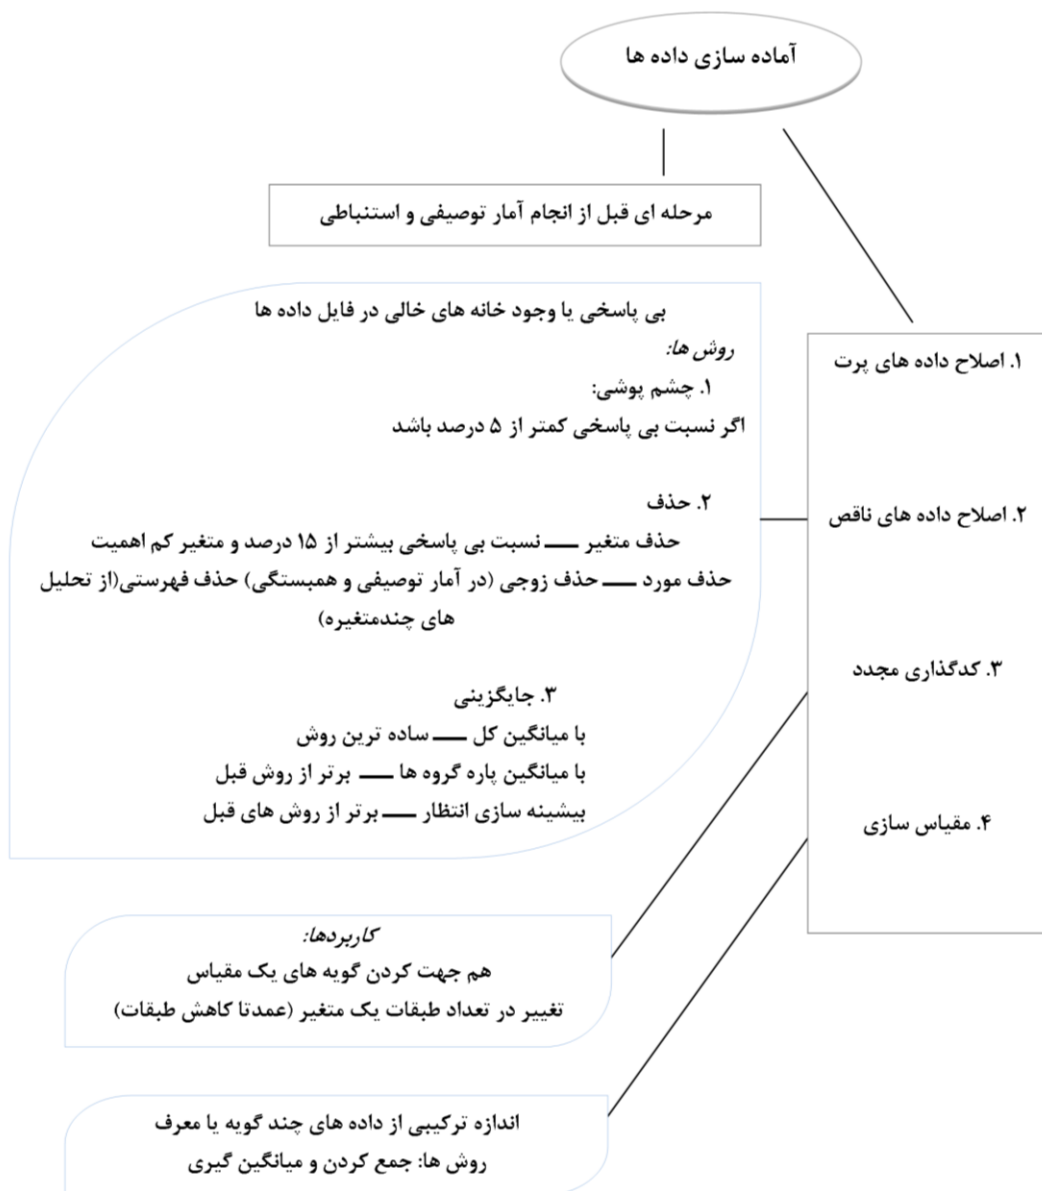 آماده سازی داده ها
مرحله ای قبل از انجام آمار توصیفی و استنباطی
۱. اصلاح داده های پرت
۲. اصلاح داده های ناقص
۳. کدگذاری مجدد
۴. مقیاس سازی
بی پاسخی یا وجود خانه های خالی در فایل داده ها
روش ها:
۱. چشم پوشی:
اگر نسبت بی پاسخی کمتر از ۵ درصد باشد
۲. حذف
حذف متغیر ـــــ نسبت بی پاسخی بیشتر از ۱۵ درصد و متغیر کم اهمیت
حذف مورد ـــــ حذف زوجی (در آمار توصیفی و همبستگی) حذف فهرستی(از تحلیل
های چندمتغیره)
۳. جایگزینی
با میانگین کل ـــــ ساده ترین روش
با میانگین پاره گروه ها ـــــ برتر از روش قبل
بیشینه سازی انتظار ـــــ برتر از روش های قبل
کاربردها:
هم جهت کردن گویه های یک مقیاس
تغییر در تعداد طبقات یک متغیر (عمدتا کاهش طبقات)
اندازه ترکیبی از داده های چند گویه یا معرف
روش ها: جمع کردن و میانگین گیری